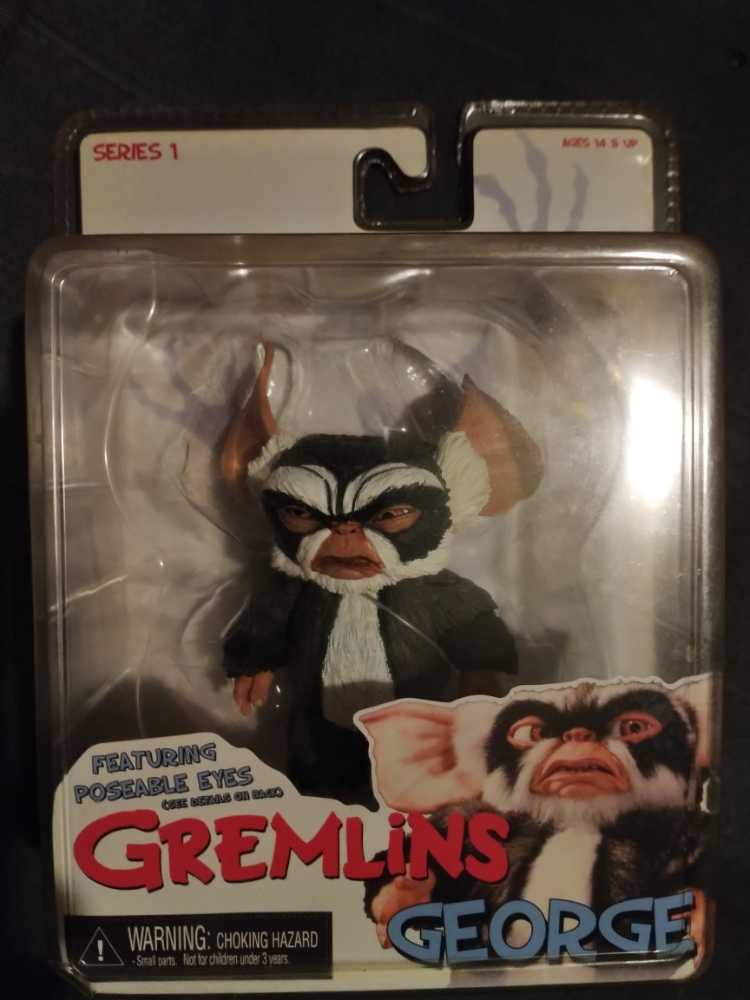 SERIES 1
AGES 14 & UP
FEATURING
POSEABLE EYES
(SEE DETAILS ON BACK)
GREMLiNS
GEORGE
WARNING: CHOKING HAZARD
- Small parts. Not for children under 3 years.